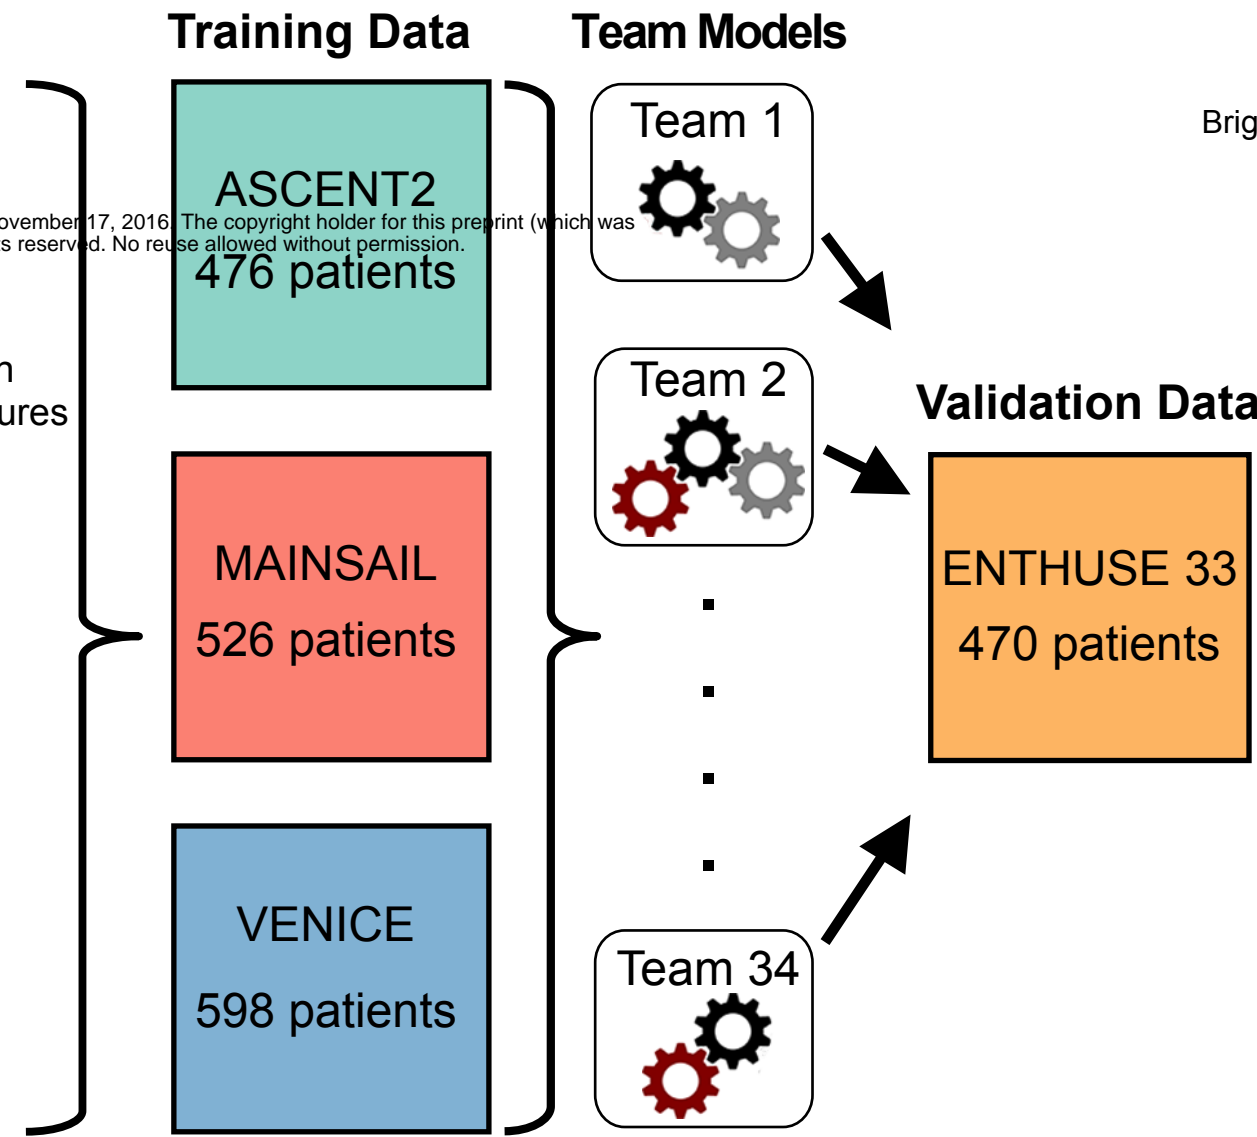 Training Data
Team Models
Team 1
Brig
ASCENT2
ovember 17, 2016. The copyright holder for this preprint (which was
ts reserved. No reuse allowed without permission.
476 patients
Team 2
ures
Validation Data
MAINSAIL
526 patients
ENTHUSE 33
470 patients
VENICE
598 patients
Team 34